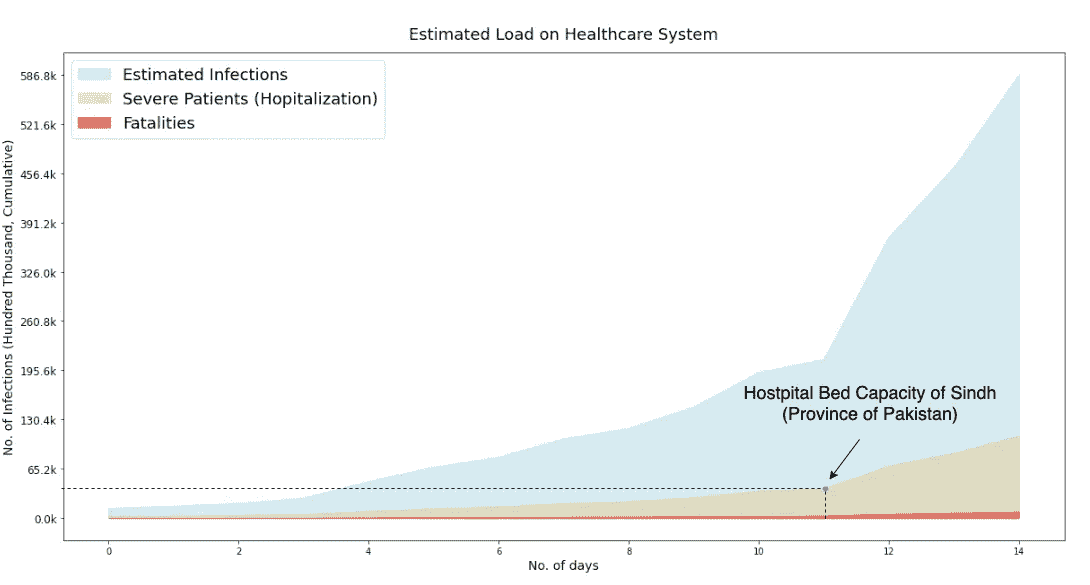 Estimated Load on Healthcare System
Estimated Infections
Severe Patients (Hopitalization)
Fatalities
No. of Infections (Hundred Thousand, Cumulative)
586.8k
521.6k
456.4k
391.2k
326.0k
260.8k
195.6k
130.4k
65.2k
0.0k
Hostpital Bed Capacity of Sindh
(Province of Pakistan)
0 2 4 6 8 10 12 14
No. of days